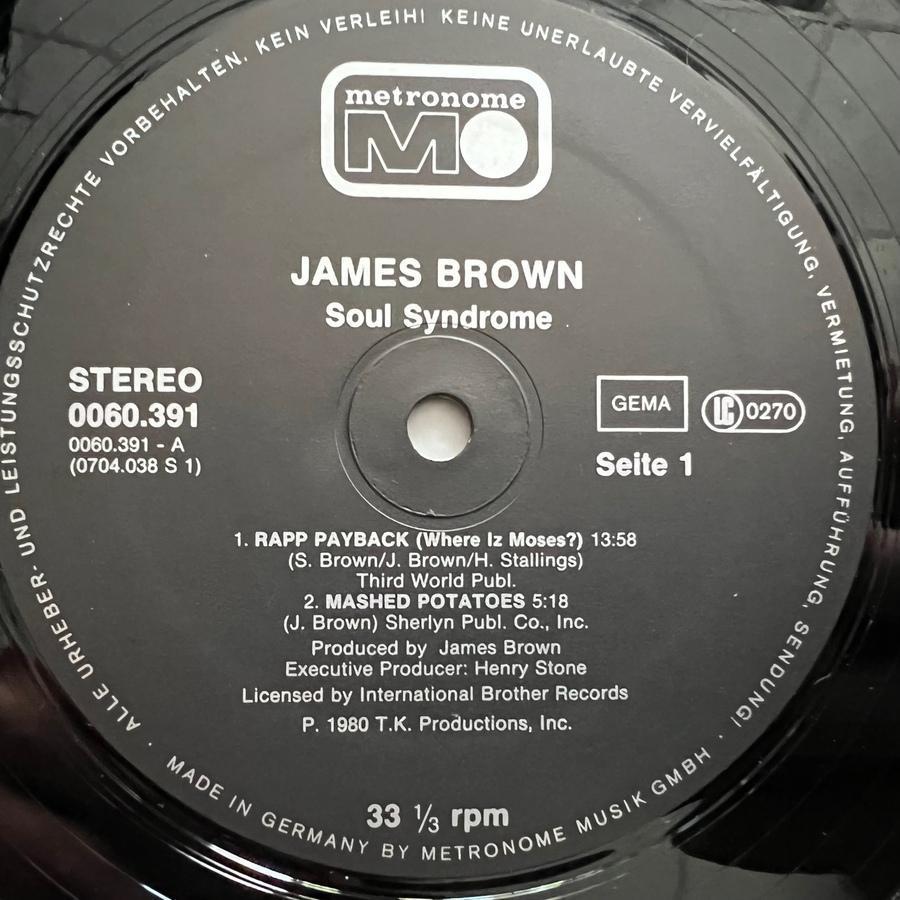 ALLE URHEBER- UND LEISTUNGSSCHUTZRECHTE VORBEHALTEN. KEIN VERLEIH! KEINE UNERLAUBTE VERVIELFÄLTIGUNG, VERMIETUNG, AUFFÜHRUNG, SENDUNG!
metronome
MO
JAMES BROWN
Soul Syndrome
STEREO
0060.391
0060.391 - A
(0704.038 S 1)
GEMA
LC 0270
Seite 1
1. RAPP PAYBACK (Where Iz Moses?) 13:58
(S. Brown/J. Brown/H. Stallings)
Third World Publ.
2. MASHED POTATOES 5:18
(J. Brown) Sherlyn Publ. Co., Inc.
Produced by James Brown
Executive Producer: Henry Stone
Licensed by International Brother Records
P. 1980 T.K. Productions, Inc.
33 ⅓ rpm
· MADE IN GERMANY BY METRONOME MUSIK GMBH ·